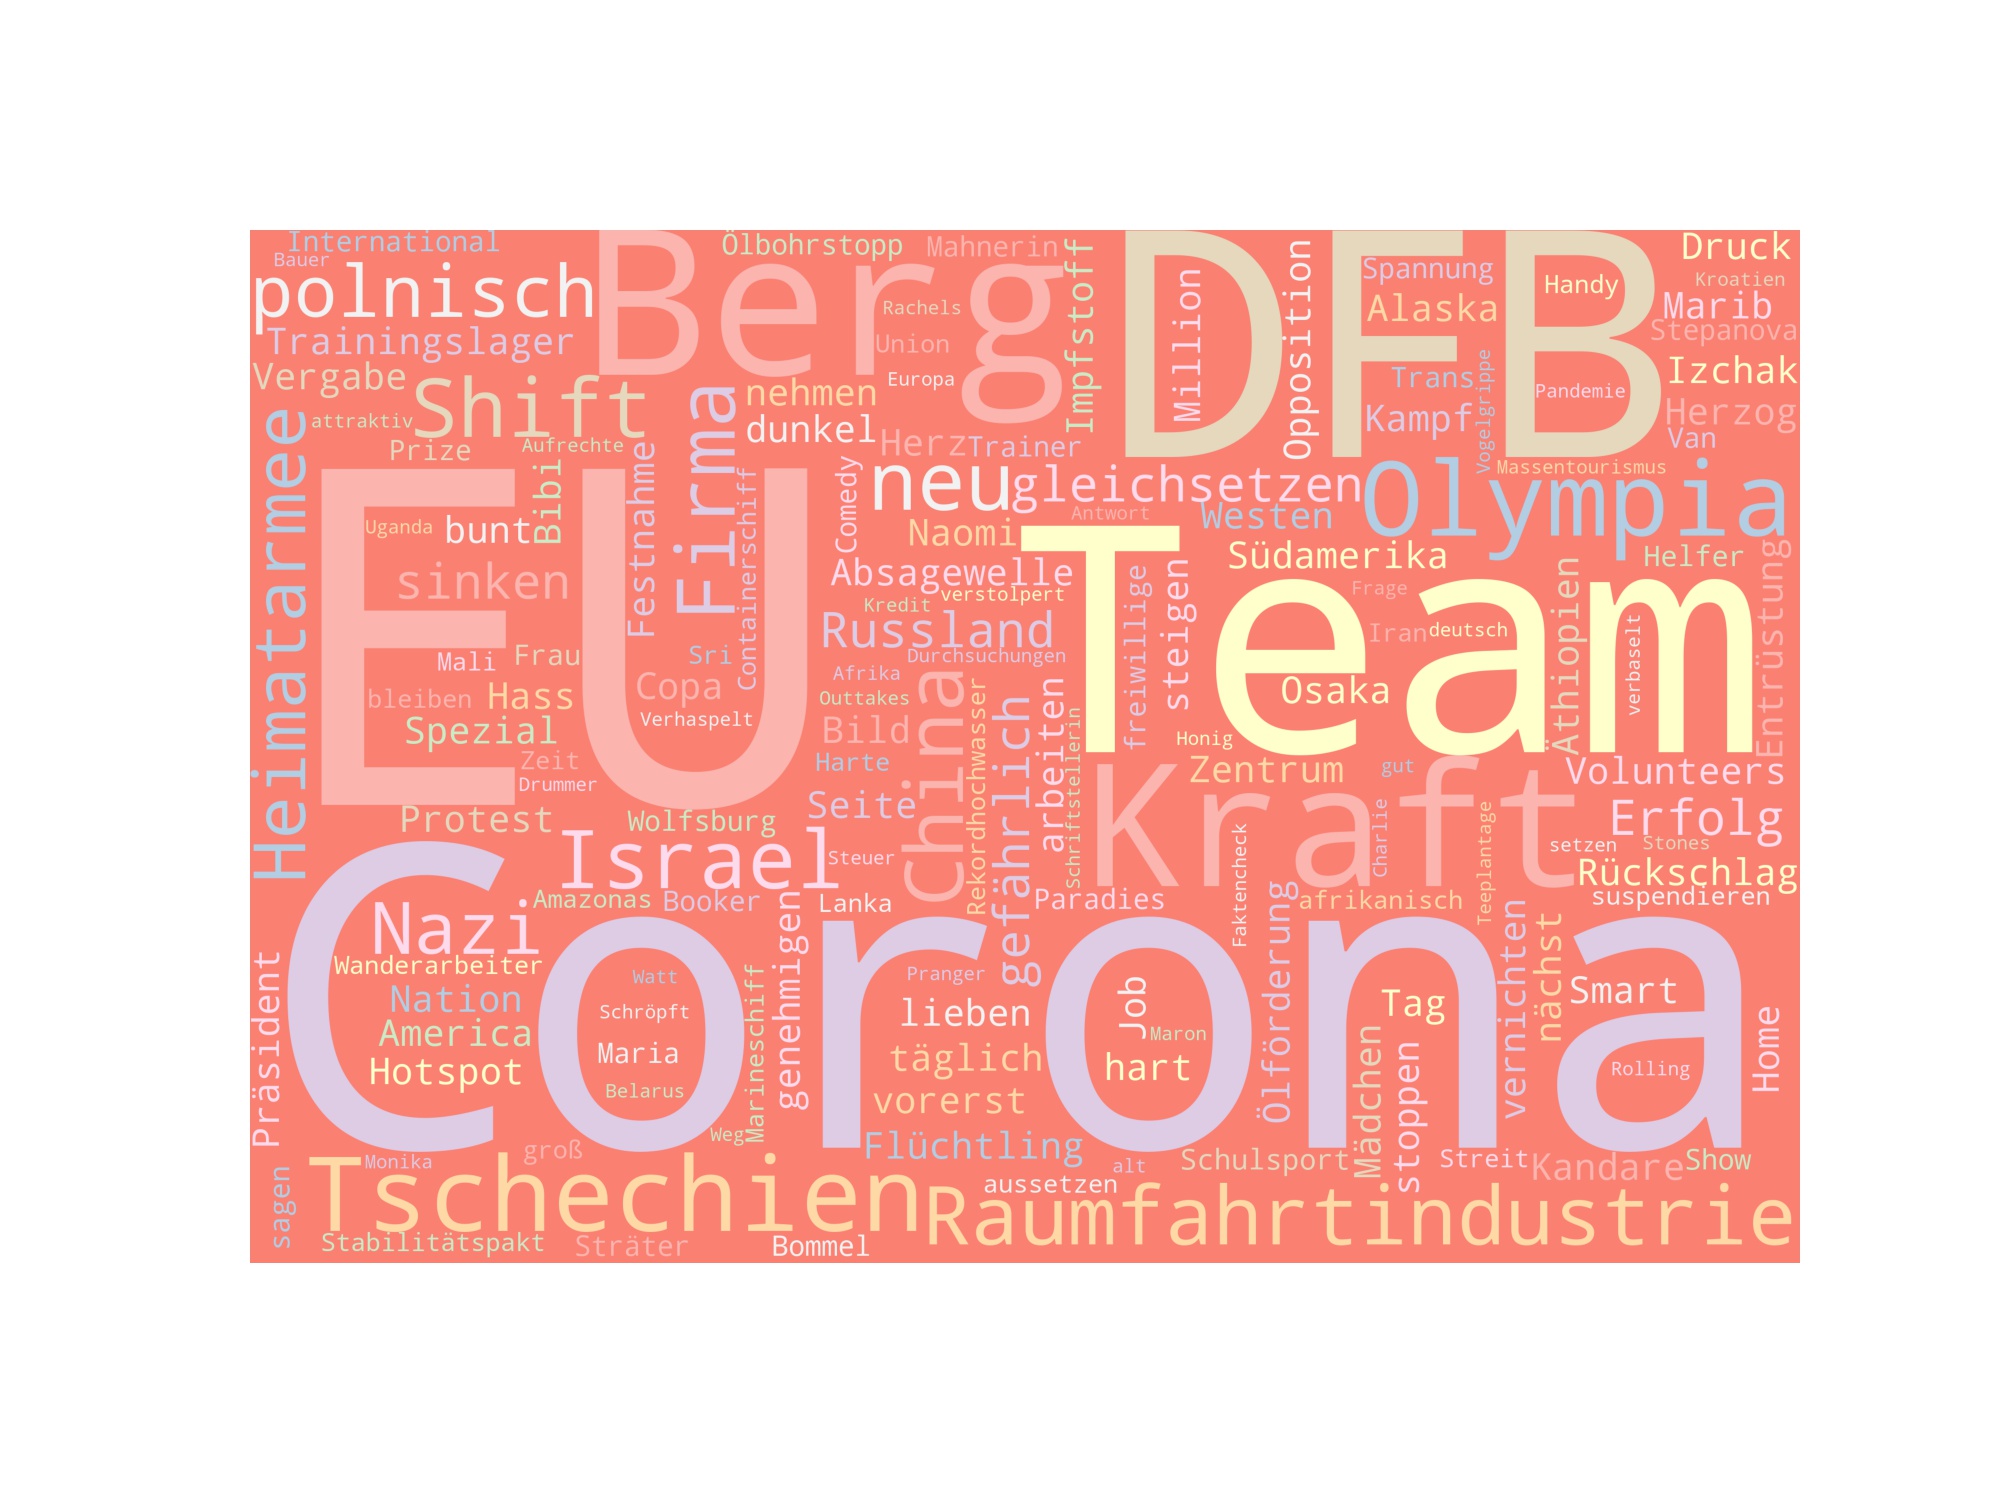 International
Bauer
polnisch
Trainingslager
Vergabe
Shift
attraktiv
Prize
Aufrechte
Berg
Ölbohrstopp
Mahnerin
Rachels
Union
Europa
Impfstoff
nehmen
dunkel
Herz
Trainer
DFB
Million
Opposition
Spannung
Alaska
Trans
Kampf
Vogelgrippe
Handy
Pandemie
Druck
Kroatien
Marib
Stepanova
Izchak
Herzog
Van
Massentourismus
Heimatarmee
EU
Uganda
bunt
Bibi
sinken
Festnahme
Firma
Containerschiff
Comedy
neu
gleichsetzen
Olympia
Naomi
Antwort
Westen
Absagewelle
verstolpert
Kredit
Russland
Durchsuchungen
Team
Südamerika
Helfer
Entrüstung
Äthiopien
freiwillige
steigen
Frage
Iran
deutsch
verbaselt
Osaka
Mali
Frau
Sri
bleiben
Hass
Copa
Verhaspelt
Spezial
Zeit
Drummer
Afrika
Outtakes
Bild
Harte
Seite
China
Rekordhochwasser
gefährlich
arbeiten
Schriftstellerin
Honig
Zentrum
gut
Volunteers
Kraft
Charlie
Teeplantage
Erfolg
setzen
Stones
Rückschlag
suspendieren
Protest
Wolfsburg
Israel
Steuer
Nazi
Amazonas
Booker
Lanka
Paradies
Faktencheck
afrikanisch
Corona
Präsident
Wanderarbeiter
Nation
America
Hotspot
Watt
Schröpft
Maria
Belarus
Weg
Marineschiff
genehmigen
Pranger
lieben
täglich
vorerst
Flüchtling
Job
Maron
hart
Ölförderung
Mädchen
Tag
stoppen
vernichten
nächst
Smart
Rolling
Home
sagen
Monika
groß
Tschechien
alt
aussetzen
Schulsport
Streit
Kandare
Show
Stabilitätspakt
Sträter
Bommel
Raumfahrtindustrie